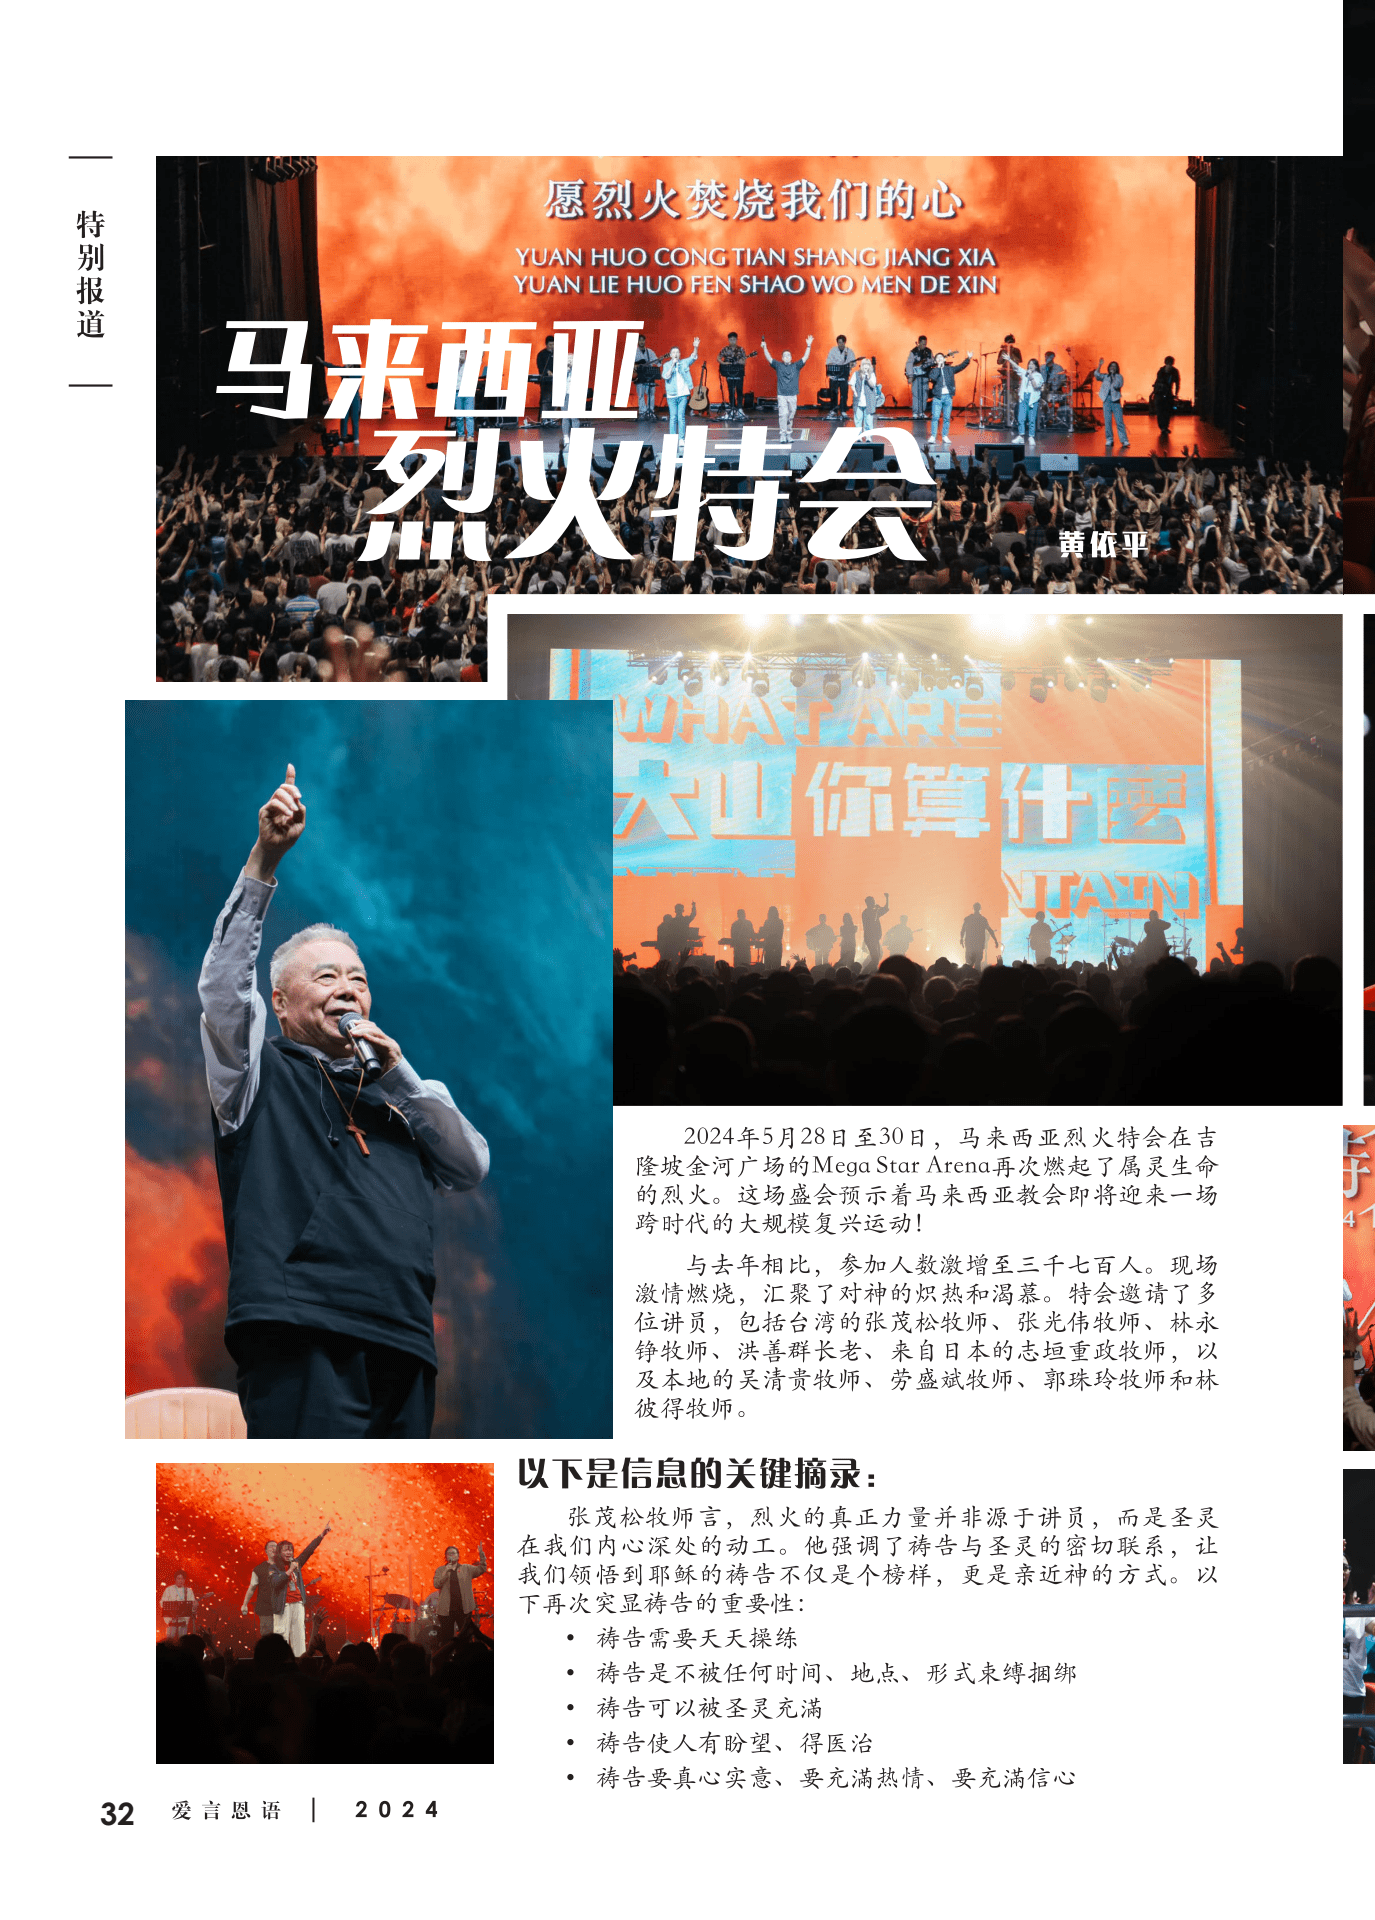 特别报道
愿烈火焚烧我们的心
YUAN HUO CONG TIAN SHANG JIANG XIA
YUAN LIE HUO FEN SHAO WO MEN DE XIN
马来西亚
烈火特会
黄依平
WHAT ARE
大山你算什麼
NTAIN
2024年5月28日至30日，马来西亚烈火特会在吉
隆坡金河广场的Mega Star Arena再次燃起了属灵生命
的烈火。这场盛会预示着马来西亚教会即将迎来一场
跨时代的大规模复兴运动！
与去年相比，参加人数激增至三千七百人。现场
激情燃烧，汇聚了对神的炽热和渴慕。特会邀请了多
位讲员，包括台湾的张茂松牧师、张光伟牧师、林永
铮牧师、洪善群长老、来自日本的志垣重政牧师，以
及本地的吴清贵牧师、劳盛斌牧师、郭珠玲牧师和林
彼得牧师。
以下是信息的关键摘录：
张茂松牧师言，烈火的真正力量并非源于讲员，而是圣灵
在我们内心深处的动工。他强调了祷告与圣灵的密切联系，让
我们领悟到耶稣的祷告不仅是个榜样，更是亲近神的方式。以
下再次突显祷告的重要性：
• 祷告需要天天操练
• 祷告是不被任何时间、地点、形式束缚捆绑
• 祷告可以被圣灵充满
• 祷告使人有盼望、得医治
• 祷告要真心实意、要充满热情、要充满信心
32 爱言恩语 | 2024